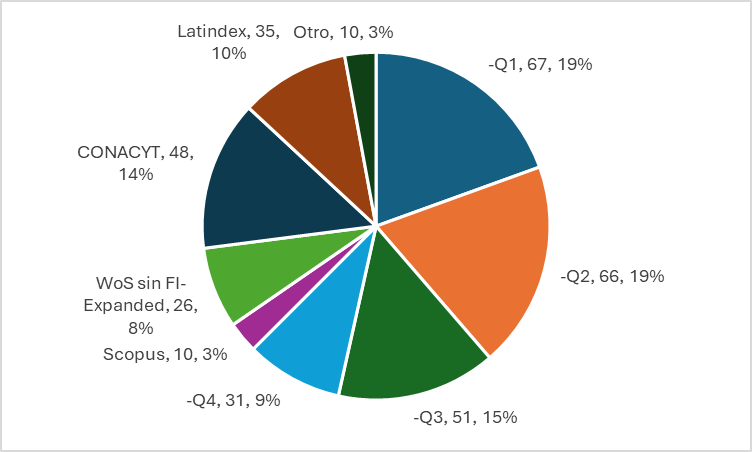 Latindex, 35,
10%
Otro, 10, 3%
-Q1, 67, 19%
CONACYT, 48,
14%
-Q2, 66, 19%
WoS sin FI-
Expanded, 26,
8%
Scopus, 10, 3%
-Q4, 31, 9%
-Q3, 51, 15%